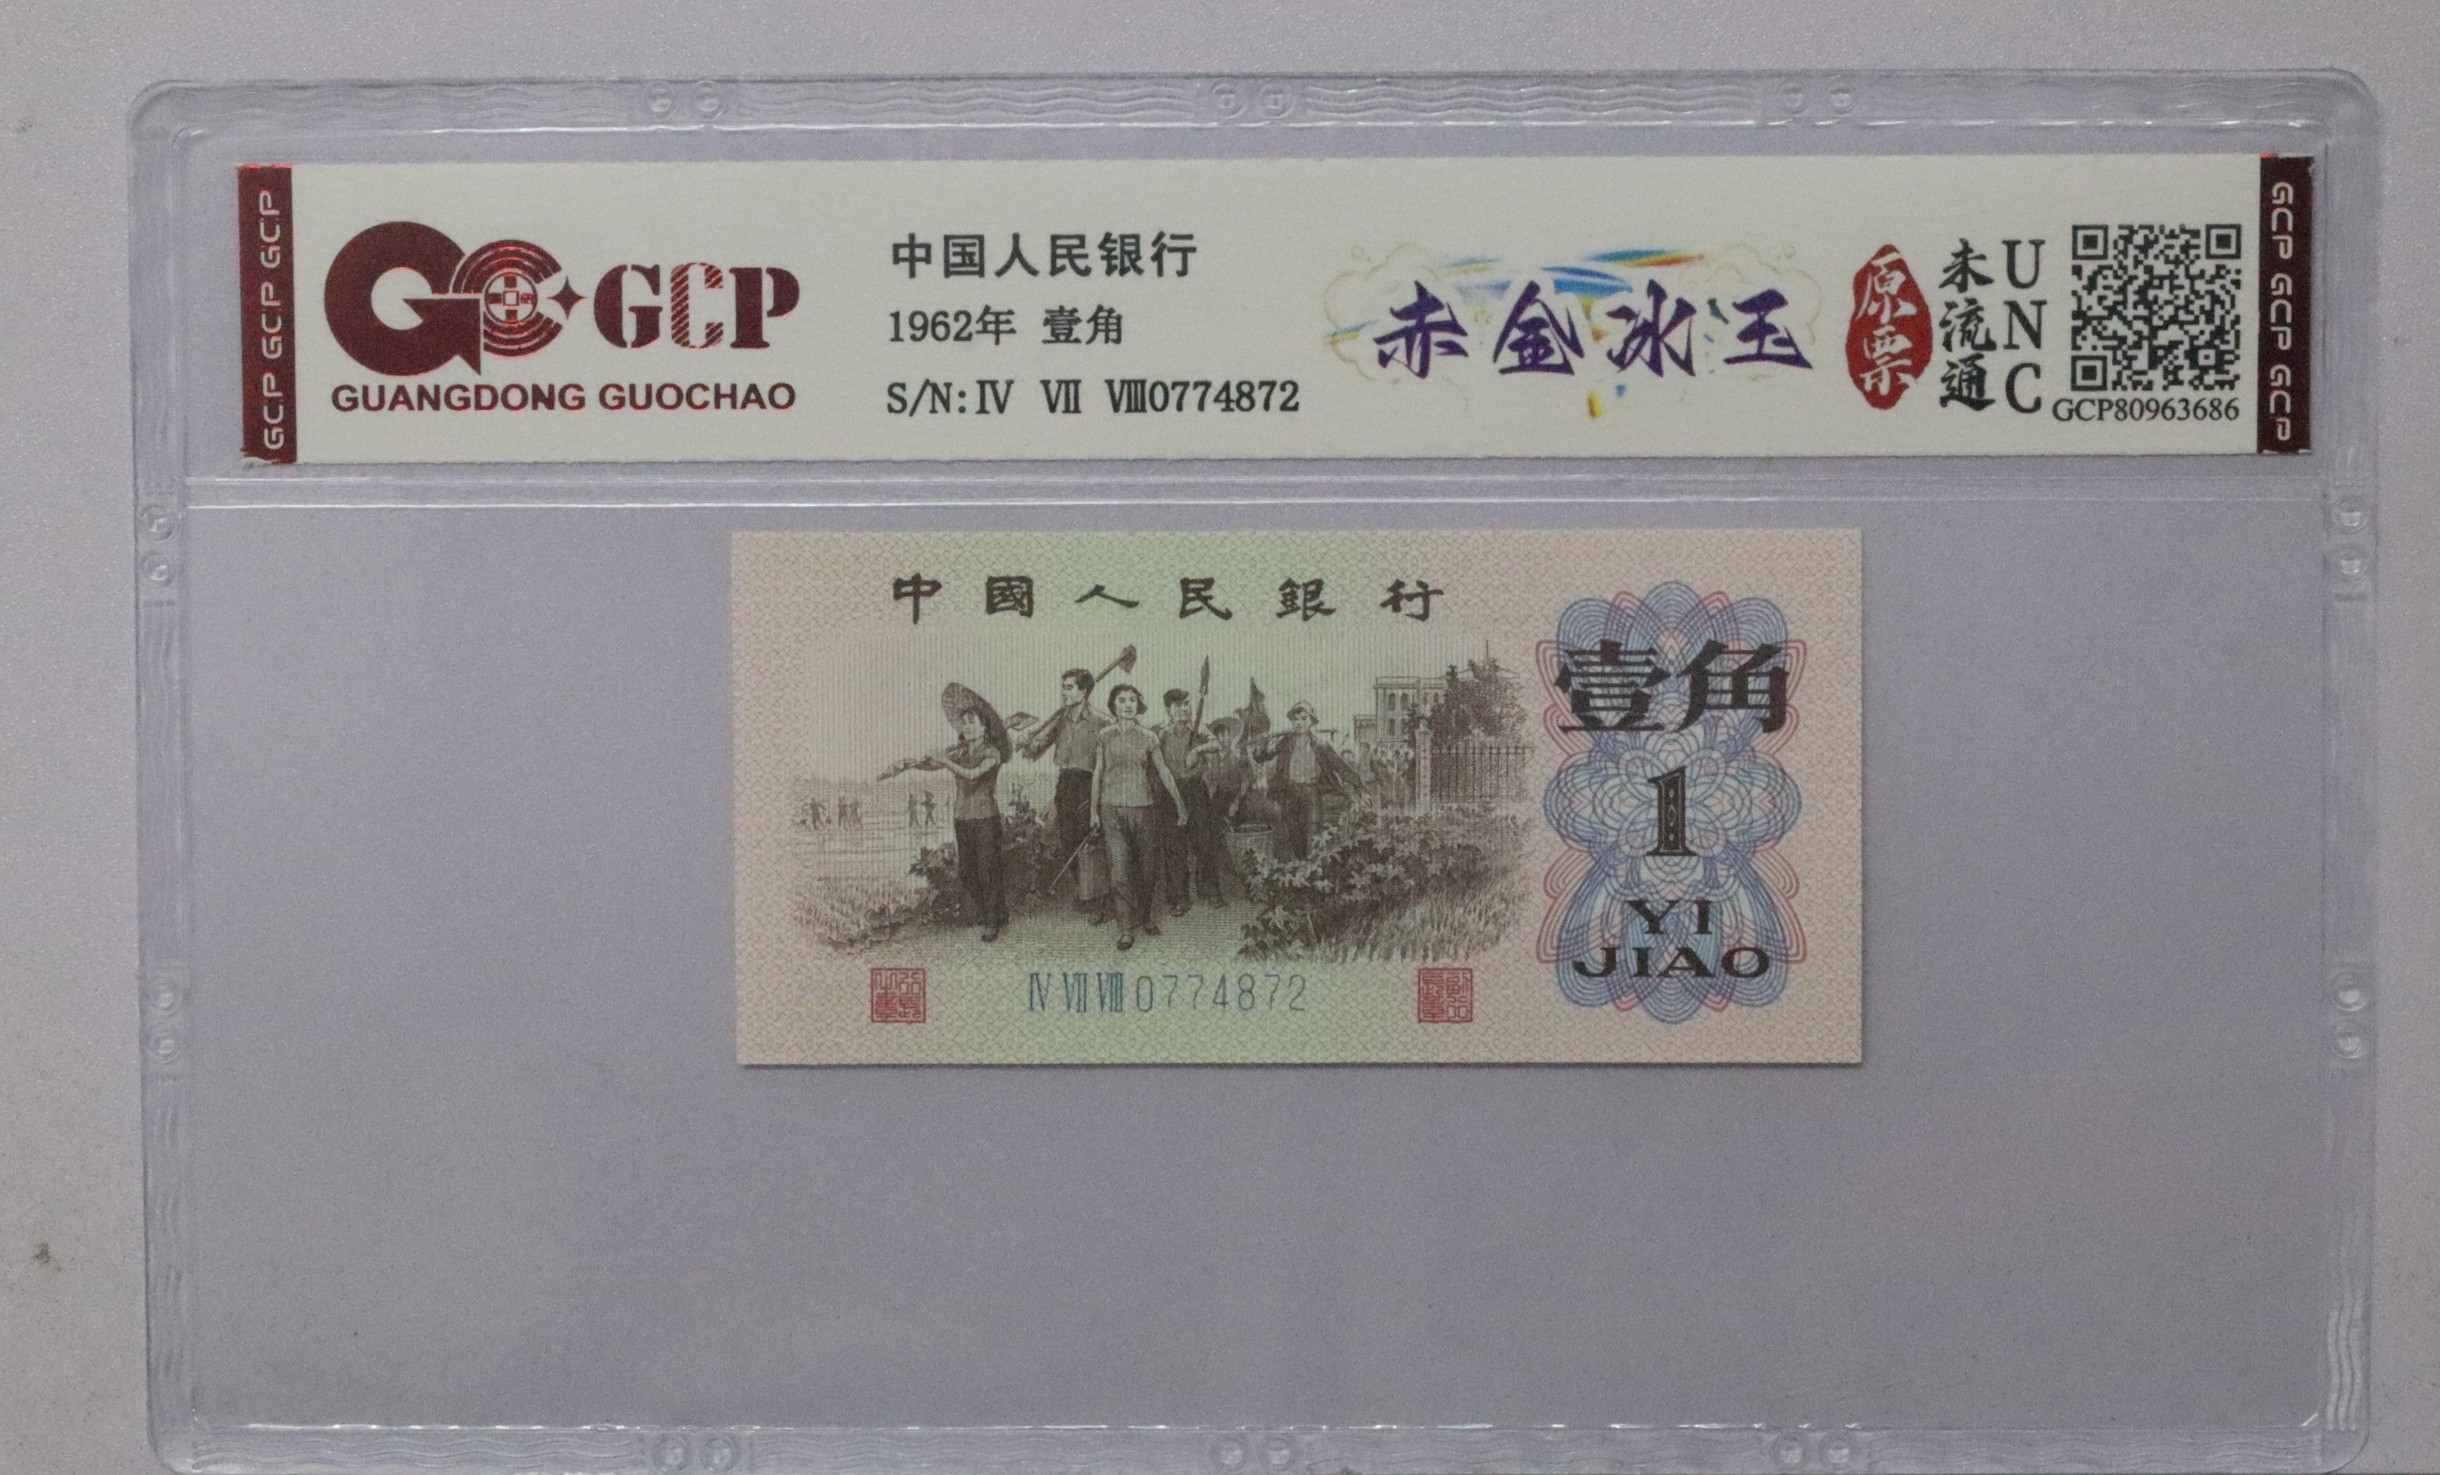 GCP GCP GCP
GCP
GUANGDONG GUOCHAO
中国人民银行
1962年 壹角
S/N: Ⅳ Ⅶ Ⅷ0774872
赤金冰玉
原票
未流通
UNC
GCP80963686
GCP GCP GCP
中國人民銀行
壹角
1
YI
JIAO
Ⅳ Ⅶ Ⅷ 0774872